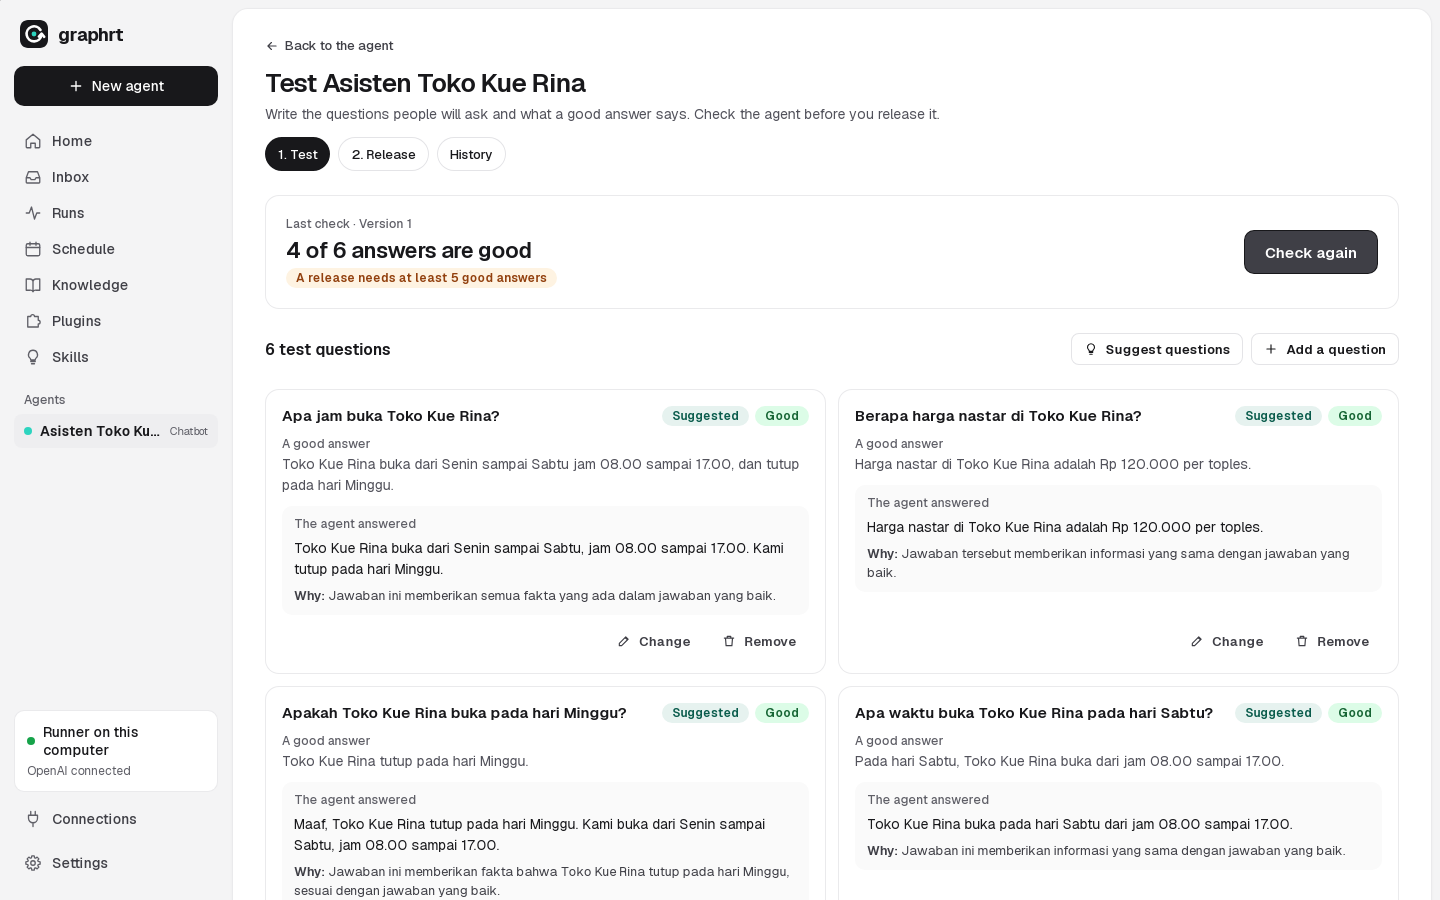 graphrt
New agent
Home
Inbox
Runs
Schedule
Knowledge
Plugins
Skills
Agents
Asisten Toko Ku... Chatbot
Runner on this
computer
OpenAI connected
Connections
Settings
Back to the agent
Test Asisten Toko Kue Rina
Write the questions people will ask and what a good answer says. Check the agent before you release it.
1. Test 2. Release History
Last check · Version 1
4 of 6 answers are good
A release needs at least 5 good answers
Check again
6 test questions
Suggest questions Add a question
Apa jam buka Toko Kue Rina? Suggested Good
A good answer
Toko Kue Rina buka dari Senin sampai Sabtu jam 08.00 sampai 17.00, dan tutup
pada hari Minggu.
The agent answered
Toko Kue Rina buka dari Senin sampai Sabtu, jam 08.00 sampai 17.00. Kami
tutup pada hari Minggu.
Why: Jawaban ini memberikan semua fakta yang ada dalam jawaban yang baik.
Change Remove
Berapa harga nastar di Toko Kue Rina? Suggested Good
A good answer
Harga nastar di Toko Kue Rina adalah Rp 120.000 per toples.
The agent answered
Harga nastar di Toko Kue Rina adalah Rp 120.000 per toples.
Why: Jawaban tersebut memberikan informasi yang sama dengan jawaban yang
baik.
Change Remove
Apakah Toko Kue Rina buka pada hari Minggu? Suggested Good
A good answer
Toko Kue Rina tutup pada hari Minggu.
The agent answered
Maaf, Toko Kue Rina tutup pada hari Minggu. Kami buka dari Senin sampai
Sabtu, jam 08.00 sampai 17.00.
Why: Jawaban ini memberikan fakta bahwa Toko Kue Rina tutup pada hari Minggu,
sesuai dengan jawaban yang baik.
Apa waktu buka Toko Kue Rina pada hari Sabtu? Suggested Good
A good answer
Pada hari Sabtu, Toko Kue Rina buka dari jam 08.00 sampai 17.00.
The agent answered
Toko Kue Rina buka pada hari Sabtu dari jam 08.00 sampai 17.00.
Why: Jawaban ini memberikan informasi yang sama dengan jawaban yang baik.